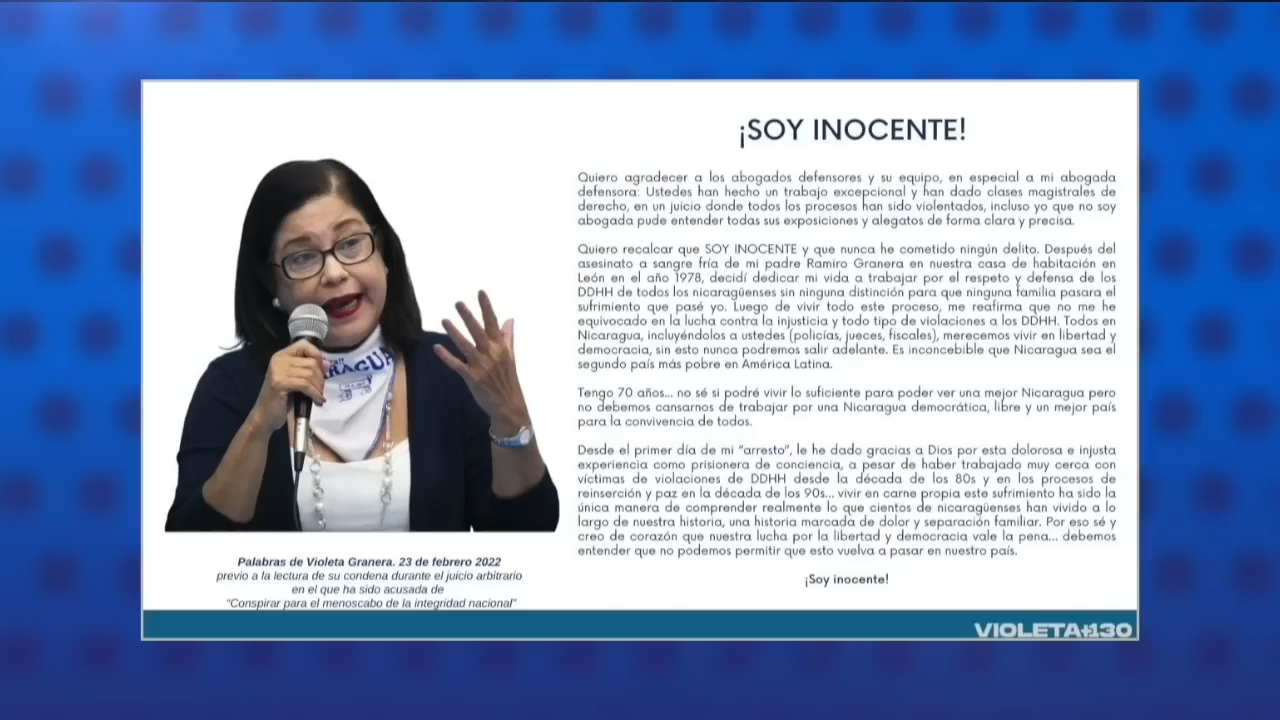 ¡SOY INOCENTE!
Quiero agradecer a los abogados defensores y su equipo, en especial a mi abogada
defensora: Ustedes han hecho un trabajo excepcional y han dado clases magistrales de
derecho, en un juicio donde todos los procesos han sido violentados, incluso yo que no soy
abogada pude entender todas sus exposiciones y alegatos de forma clara y precisa.
Quiero recalcar que SOY INOCENTE y que nunca he cometido ningún delito. Después del
asesinato a sangre fría de mi padre Ramiro Granera en nuestra casa de habitación en
León en el año 1978, decidí dedicar mi vida a trabajar por el respeto y defensa de los
DDHH de todos los nicaragüenses sin ninguna distinción para que ninguna familia pasara el
sufrimiento que pasé yo. Luego de vivir todo este proceso, me reafirma que no me he
equivocado en la lucha contra la injusticia y todo tipo de violaciones a los DDHH. Todos en
Nicaragua, incluyéndolos a ustedes (policías, jueces, fiscales), merecemos vivir en libertad y
democracia, sin esto nunca podremos salir adelante. Es inconcebible que Nicaragua sea el
segundo país más pobre en América Latina.
Tengo 70 años... no sé si podré vivir lo suficiente para poder ver una mejor Nicaragua pero
no debemos cansarnos de trabajar por una Nicaragua democrática, libre y un mejor país
para la convivencia de todos.
Desde el primer día de mi “arresto”, le he dado gracias a Dios por esta dolorosa e injusta
experiencia como prisionera de conciencia, a pesar de haber trabajado muy cerca con
víctimas de violaciones de DDHH desde la década de los 80s y en los procesos de
reinserción y paz en la década de los 90s... vivir en carne propia este sufrimiento ha sido la
única manera de comprender realmente lo que cientos de nicaragüenses han vivido a lo
largo de nuestra historia, una historia marcada de dolor y separación familiar. Por eso sé y
creo de corazón que nuestra lucha por la libertad y democracia vale la pena... debemos
entender que no podemos permitir que esto vuelva a pasar en nuestro país.
¡Soy inocente!
Palabras de Violeta Granera. 23 de febrero 2022
previo a la lectura de su condena durante el juicio arbitrario
en el que ha sido acusada de
"Conspirar para el menoscabo de la integridad nacional"
VIOLETA+130